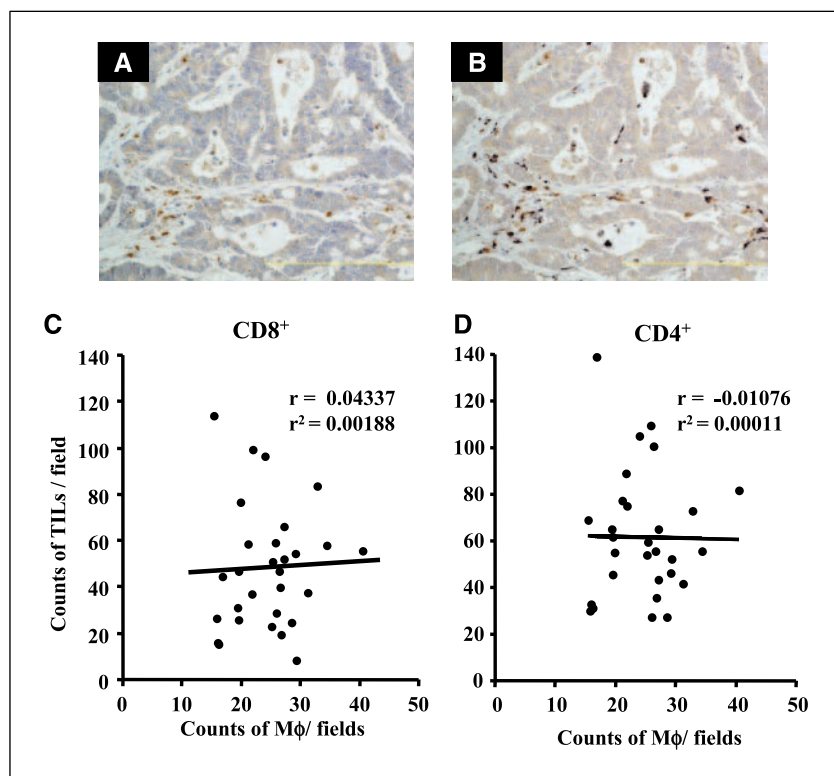 A
B
C
CD8+
r = 0.04337
r² = 0.00188
Counts of TILs / field
140
120
100
80
60
40
20
0
0 10 20 30 40 50
Counts of Mϕ/ fields
D
CD4+
r = -0.01076
r² = 0.00011
140
120
100
80
60
40
20
0
0 10 20 30 40 50
Counts of Mϕ/ fields